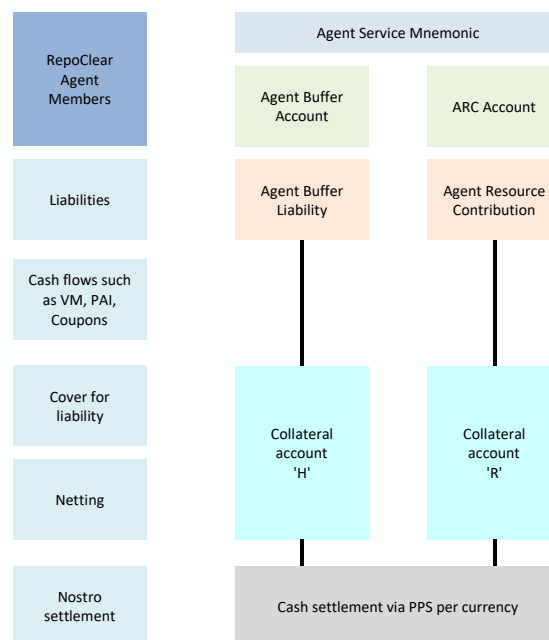 RepoClear
Agent
Members
Agent Service Mnemonic
Agent Buffer
Account
ARC Account
Liabilities
Agent Buffer
Liability
Agent Resource
Contribution
Cash flows such
as VM, PAI,
Coupons
Cover for
liability
Collateral
account
'H'
Collateral
account
'R'
Netting
Nostro
settlement
Cash settlement via PPS per currency